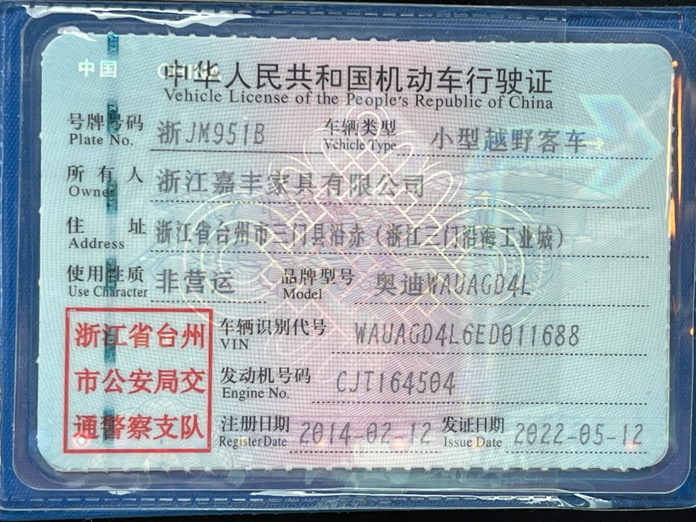 中国 CHINA
中华人民共和国机动车行驶证
Vehicle License of the People's Republic of China
号牌号码 浙JM951B 车辆类型 小型越野客车
Plate No. Vehicle Type
所有人 浙江嘉丰家具有限公司
Owner
住址 浙江省台州市三门县沿赤（浙江三门沿海工业城）
Address
使用性质 非营运 品牌型号 奥迪WAUAGD4L
Use Character Model
浙江省台州
市公安局交
通警察支队
车辆识别代号 WAUAGD4L6ED011688
VIN
发动机号码 CJT164504
Engine No.
注册日期 2014-02-12 发证日期 2022-05-12
Register Date Issue Date